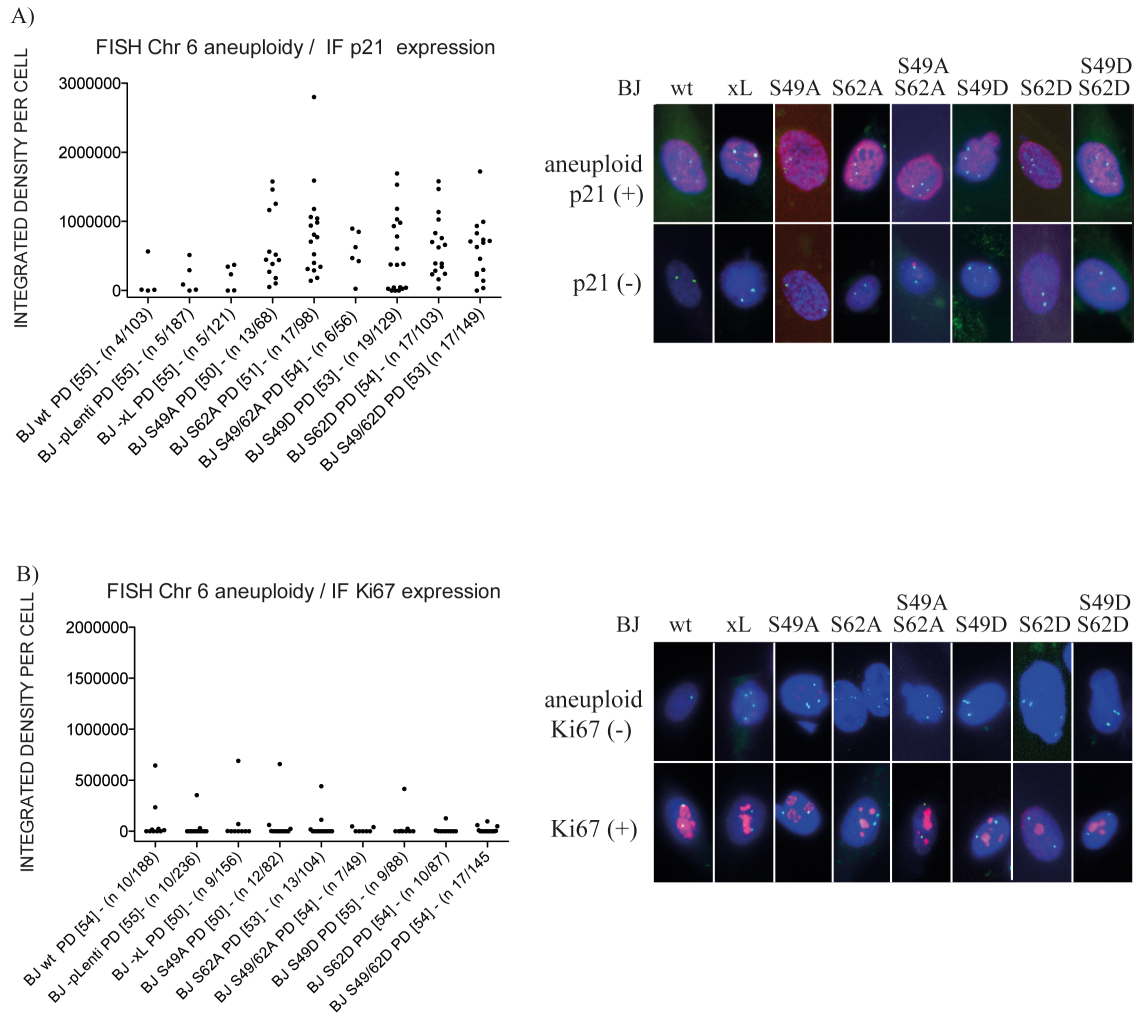 A)
FISH Chr 6 aneuploidy / IF p21 expression
INTEGRATED DENSITY PER CELL
3000000
2000000
1000000
0
BJ wt PD [55] - (n 4/103)
BJ -pLenti PD [55] - (n 5/187)
BJ -xL PD [55] - (n 5/121)
BJ S49A PD [50] - (n 13/68)
BJ S62A PD [51] - (n 17/98)
BJ S49/62A PD [54] - (n 6/56)
BJ S49D PD [53] - (n 19/129)
BJ S62D PD [54] - (n 17/103)
BJ S49/62D PD [53] (n 17/149)
S49A S49D
BJ wt xL S49A S62A S62A S49D S62D S62D
aneuploid
p21 (+)
p21 (-)
B)
FISH Chr 6 aneuploidy / IF Ki67 expression
INTEGRATED DENSITY PER CELL
2000000
1500000
1000000
500000
0
BJ wt PD [54] - (n 10/188)
BJ -pLenti PD [55]- (n 10/236)
BJ -xL PD [50] - (n 9/156)
BJ S49A PD [50] - (n 12/82)
BJ S62A PD [53] - (n 13/104)
BJ S49/62A PD [54] - (n 7/49)
BJ S49D PD [55] - (n 9/88)
BJ S62D PD [54] - (n 10/87)
BJ S49/62D PD [54] - (n 17/145
S49A S49D
BJ wt xL S49A S62A S62A S49D S62D S62D
aneuploid
Ki67 (-)
Ki67 (+)